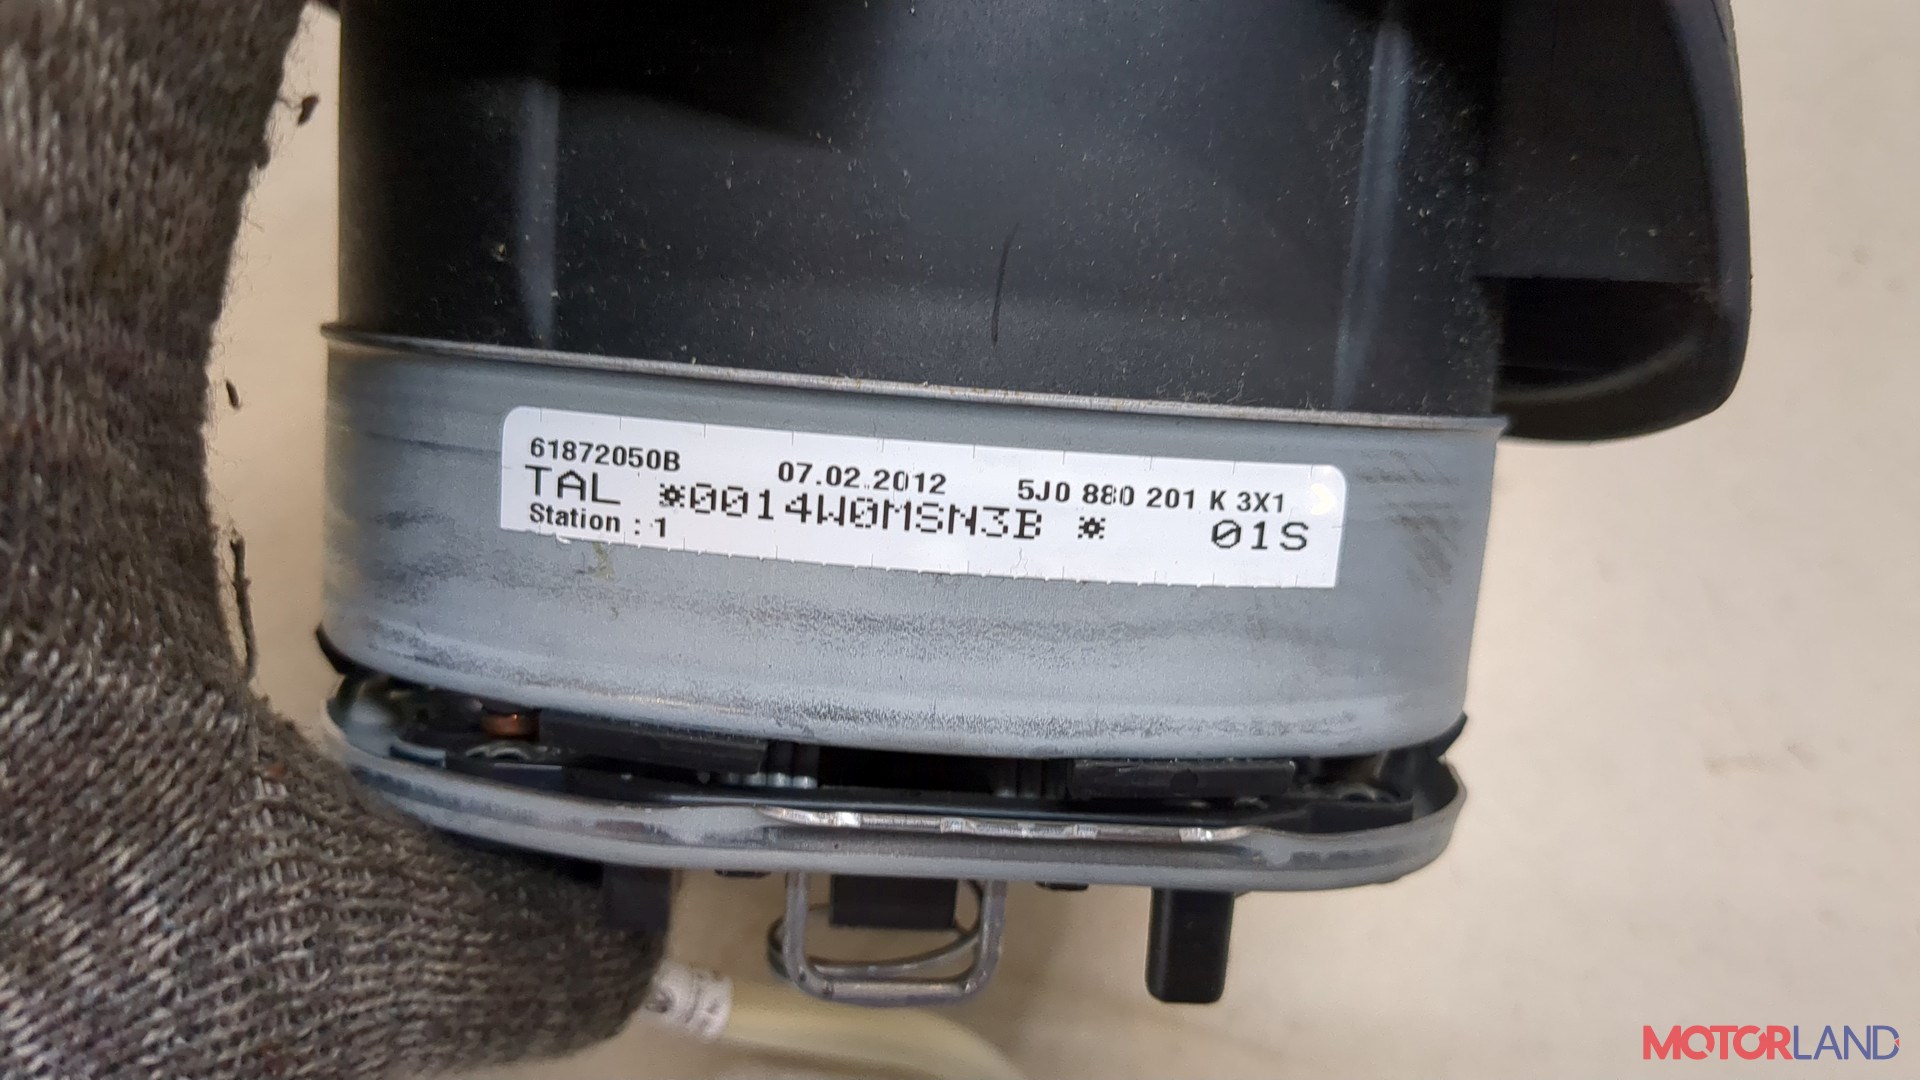 61872050B 07.02.2012 5J0 880 201 K 3X1
TAL *0014W0MSN3B * 01S
Station : 1
MOTORLAND